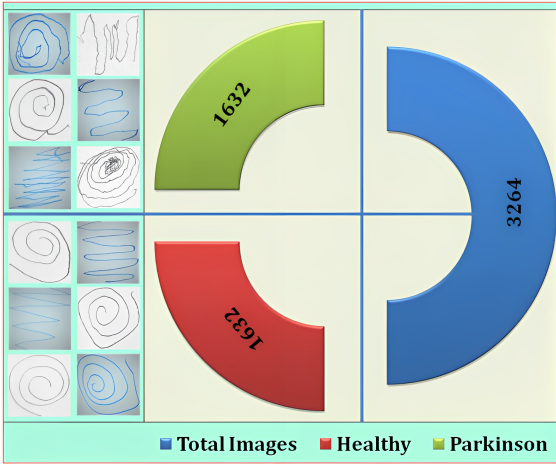 1632
3264
1632
Total Images
Healthy
Parkinson